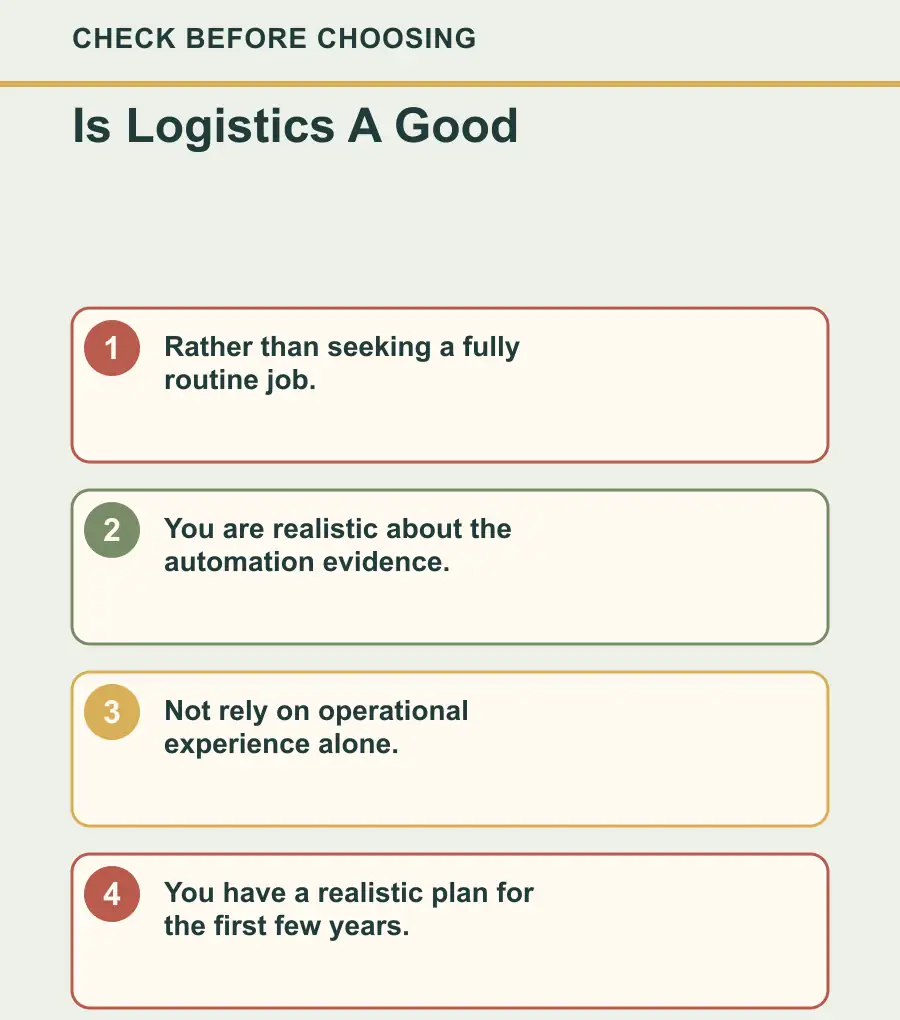 CHECK BEFORE CHOOSING
Is Logistics A Good
1
Rather than seeking a fully
routine job.
2
You are realistic about the
automation evidence.
3
Not rely on operational
experience alone.
4
You have a realistic plan for
the first few years.